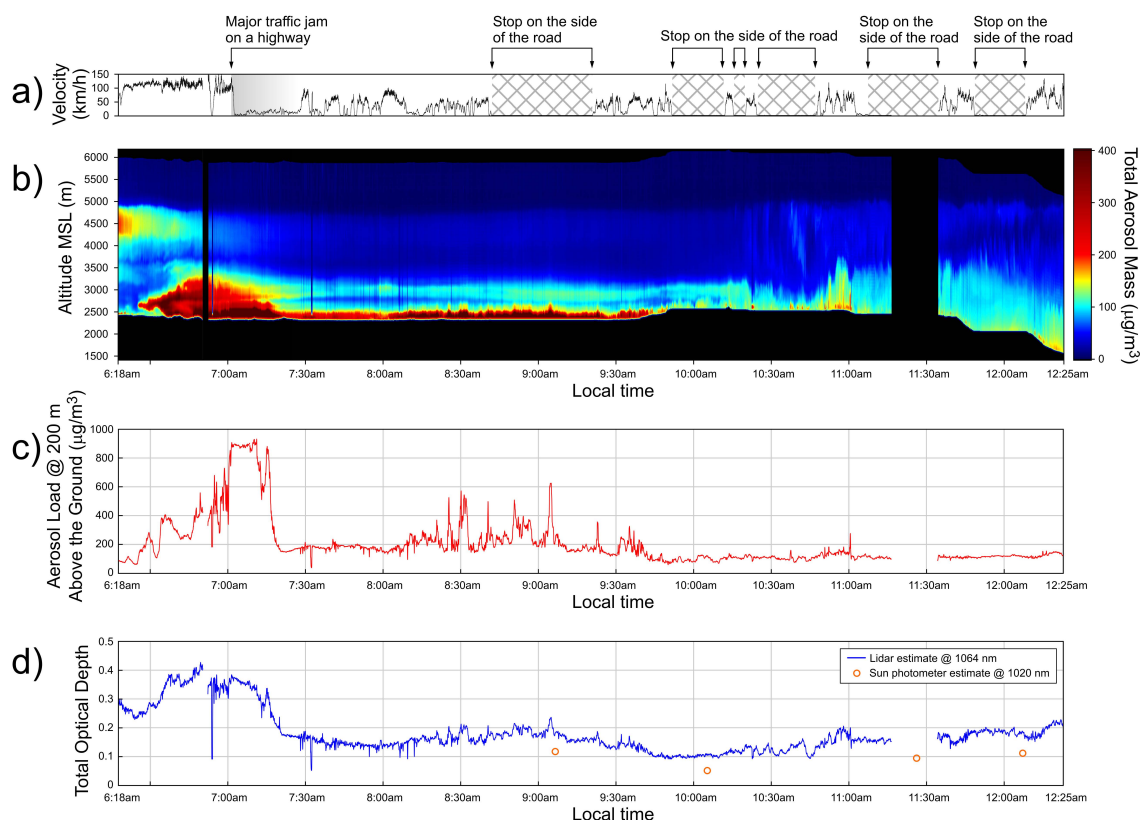 Major traffic jam
on a highway
Stop on the side
of the road
Stop on the side of the road
Stop on the
side of the road
Stop on the
side of the road
a)
Velocity
(km/h)
150
100
50
0
b)
Altitude MSL (m)
6000
5500
5000
4500
4000
3500
3000
2500
2000
1500
6:18am
7:00am
7:30am
8:00am
8:30am
9:00am
9:30am
10:00am
10:30am
11:00am
11:30am
12:00am
12:25am
Local time
400
300
200
100
0
Total Aerosol Mass (μg/m³)
c)
Aerosol Load @ 200 m
Above the Ground (μg/m³)
1000
800
600
400
200
0
6:18am
7:00am
7:30am
8:00am
8:30am
9:00am
9:30am
10:00am
10:30am
11:00am
11:30am
12:00am
12:25am
Local time
d)
Total Optical Depth
0.5
0.4
0.3
0.2
0.1
0
Lidar estimate @ 1064 nm
Sun photometer estimate @ 1020 nm
6:18am
7:00am
7:30am
8:00am
8:30am
9:00am
9:30am
10:00am
10:30am
11:00am
11:30am
12:00am
12:25am
Local time